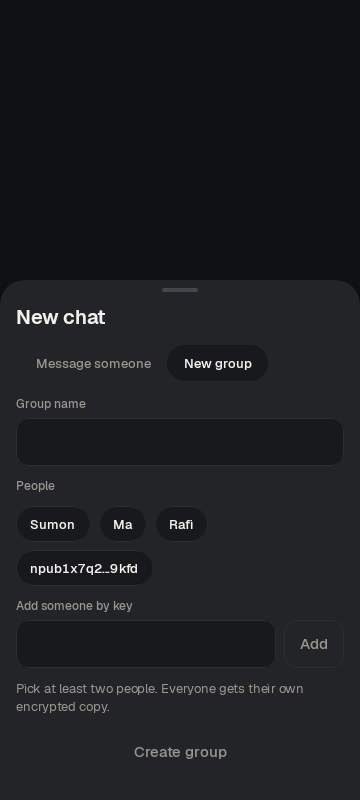 New chat
Message someone
New group
Group name
People
Sumon
Ma
Rafi
npub1x7q2...9kfd
Add someone by key
Add
Pick at least two people. Everyone gets their own
encrypted copy.
Create group